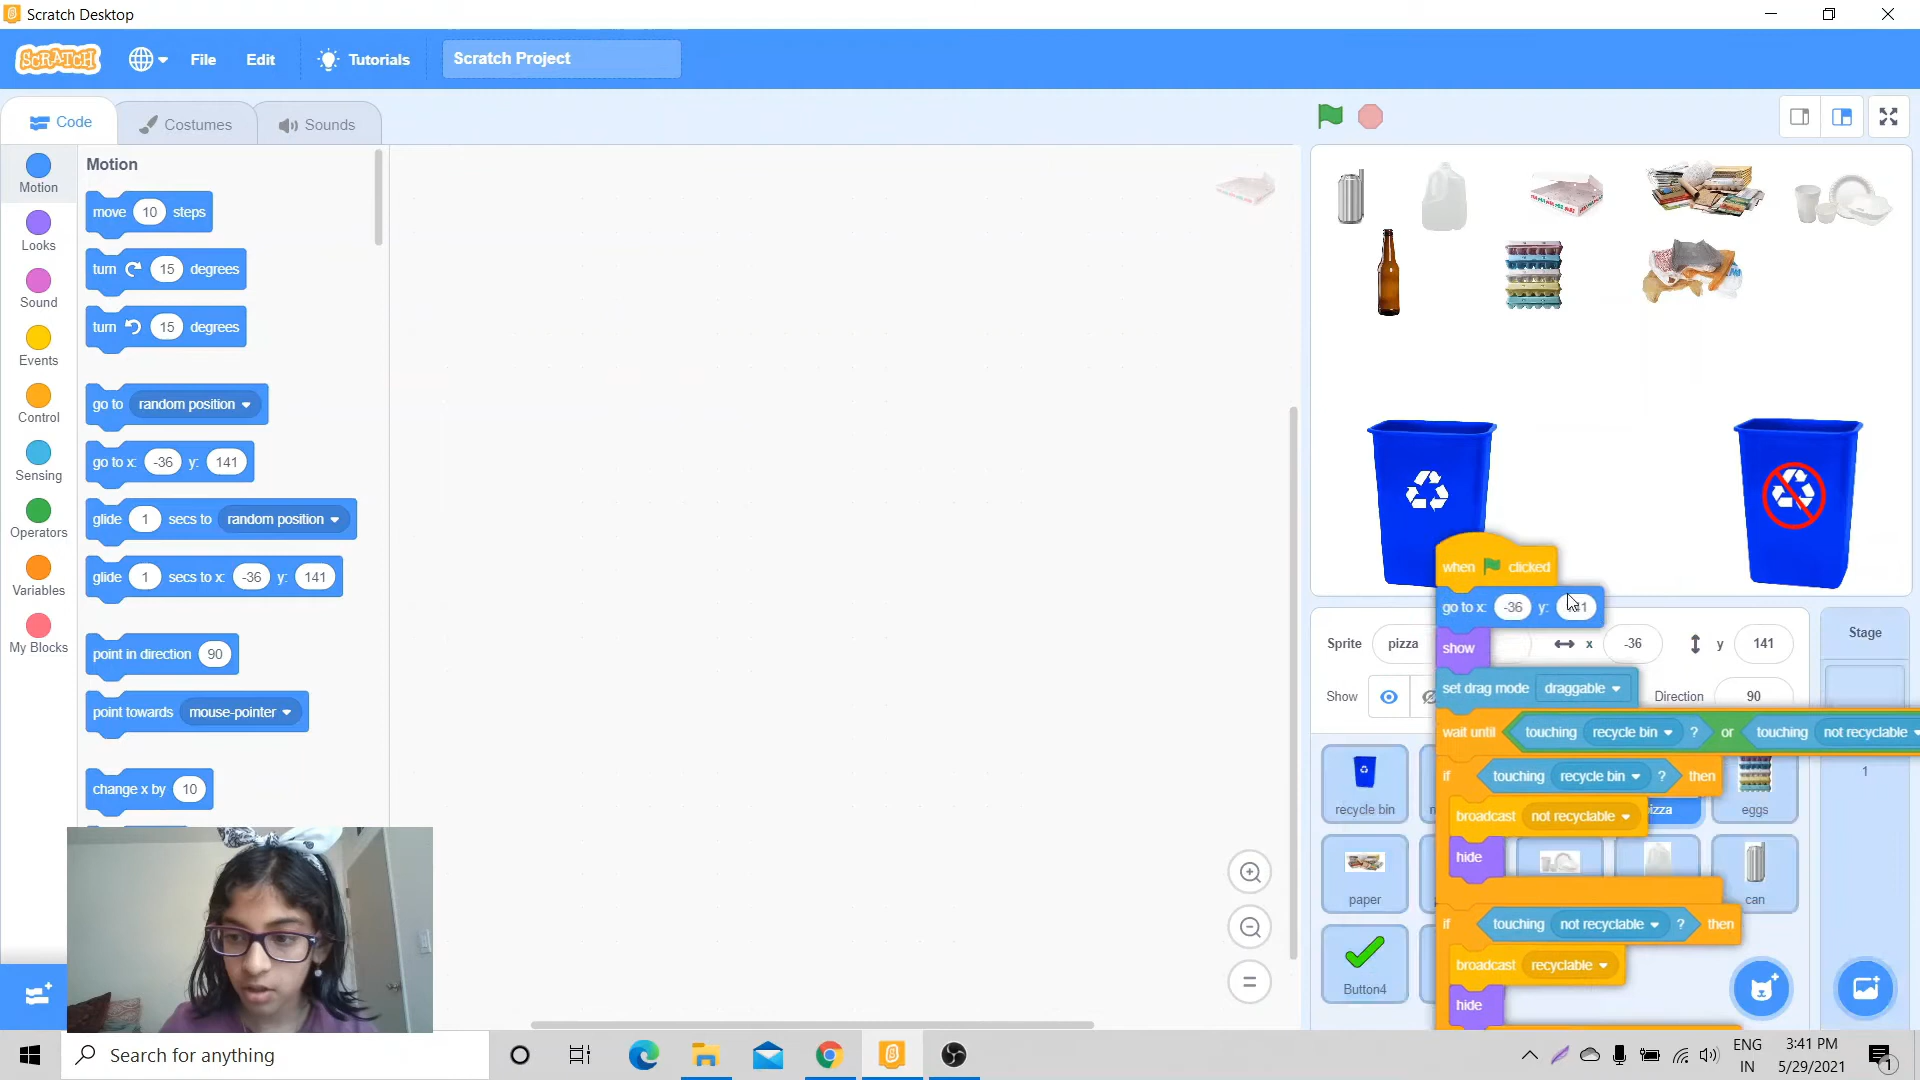 Scratch Desktop
SCRATCH
File
Edit
Tutorials
Scratch Project
Code
Costumes
Sounds
Motion
Looks
Sound
Events
Control
Sensing
Operators
Variables
My Blocks
Motion
move 10 steps
turn 15 degrees
turn 15 degrees
go to random position
go to x: -36 y: 141
glide 1 secs to random position
glide 1 secs to x: -36 y: 141
point in direction 90
point towards mouse-pointer
change x by 10
when clicked
go to x: -36 y:
show
set drag mode draggable
wait until touching recycle bin ? or touching not recyclable
if touching recycle bin ? then
broadcast not recyclable
hide
if touching not recyclable ? then
broadcast recyclable
hide
Sprite pizza x -36 y 141
Show Direction 90
Stage
1
recycle bin
izza
eggs
paper
can
Button4
Search for anything
ENG
IN
3:41 PM
5/29/2021
1